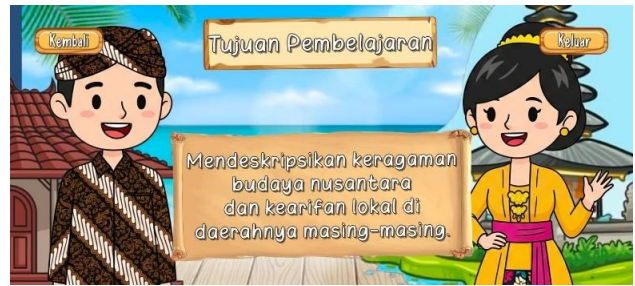 Kembali
Tujuan Pembelajaran
Keluar
Mendeskripsikan keragaman
budaya nusantara
dan kearifan lokal di
daerahnya masing-masing.